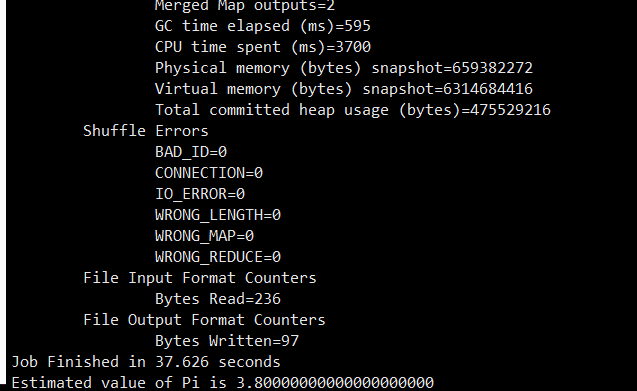 Merged Map outputs=2
GC time elapsed (ms)=595
CPU time spent (ms)=3700
Physical memory (bytes) snapshot=659382272
Virtual memory (bytes) snapshot=6314684416
Total committed heap usage (bytes)=475529216
Shuffle Errors
BAD_ID=0
CONNECTION=0
IO_ERROR=0
WRONG_LENGTH=0
WRONG_MAP=0
WRONG_REDUCE=0
File Input Format Counters
Bytes Read=236
File Output Format Counters
Bytes Written=97
Job Finished in 37.626 seconds
Estimated value of Pi is 3.80000000000000000000